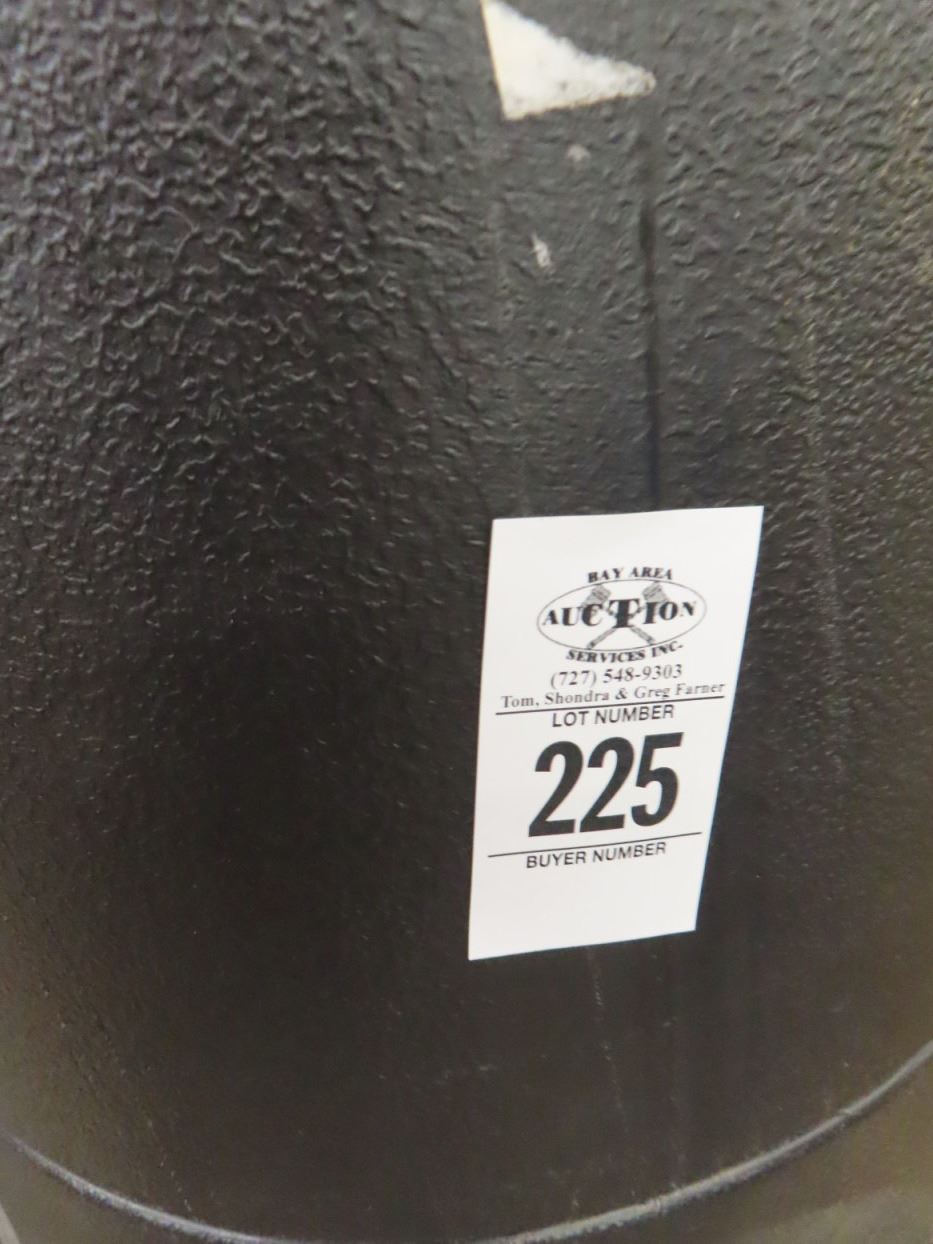 BAY AREA
AUCTION
SERVICES INC-
(727) 548-9303
Tom, Shondra & Greg Farner
LOT NUMBER
225
BUYER NUMBER